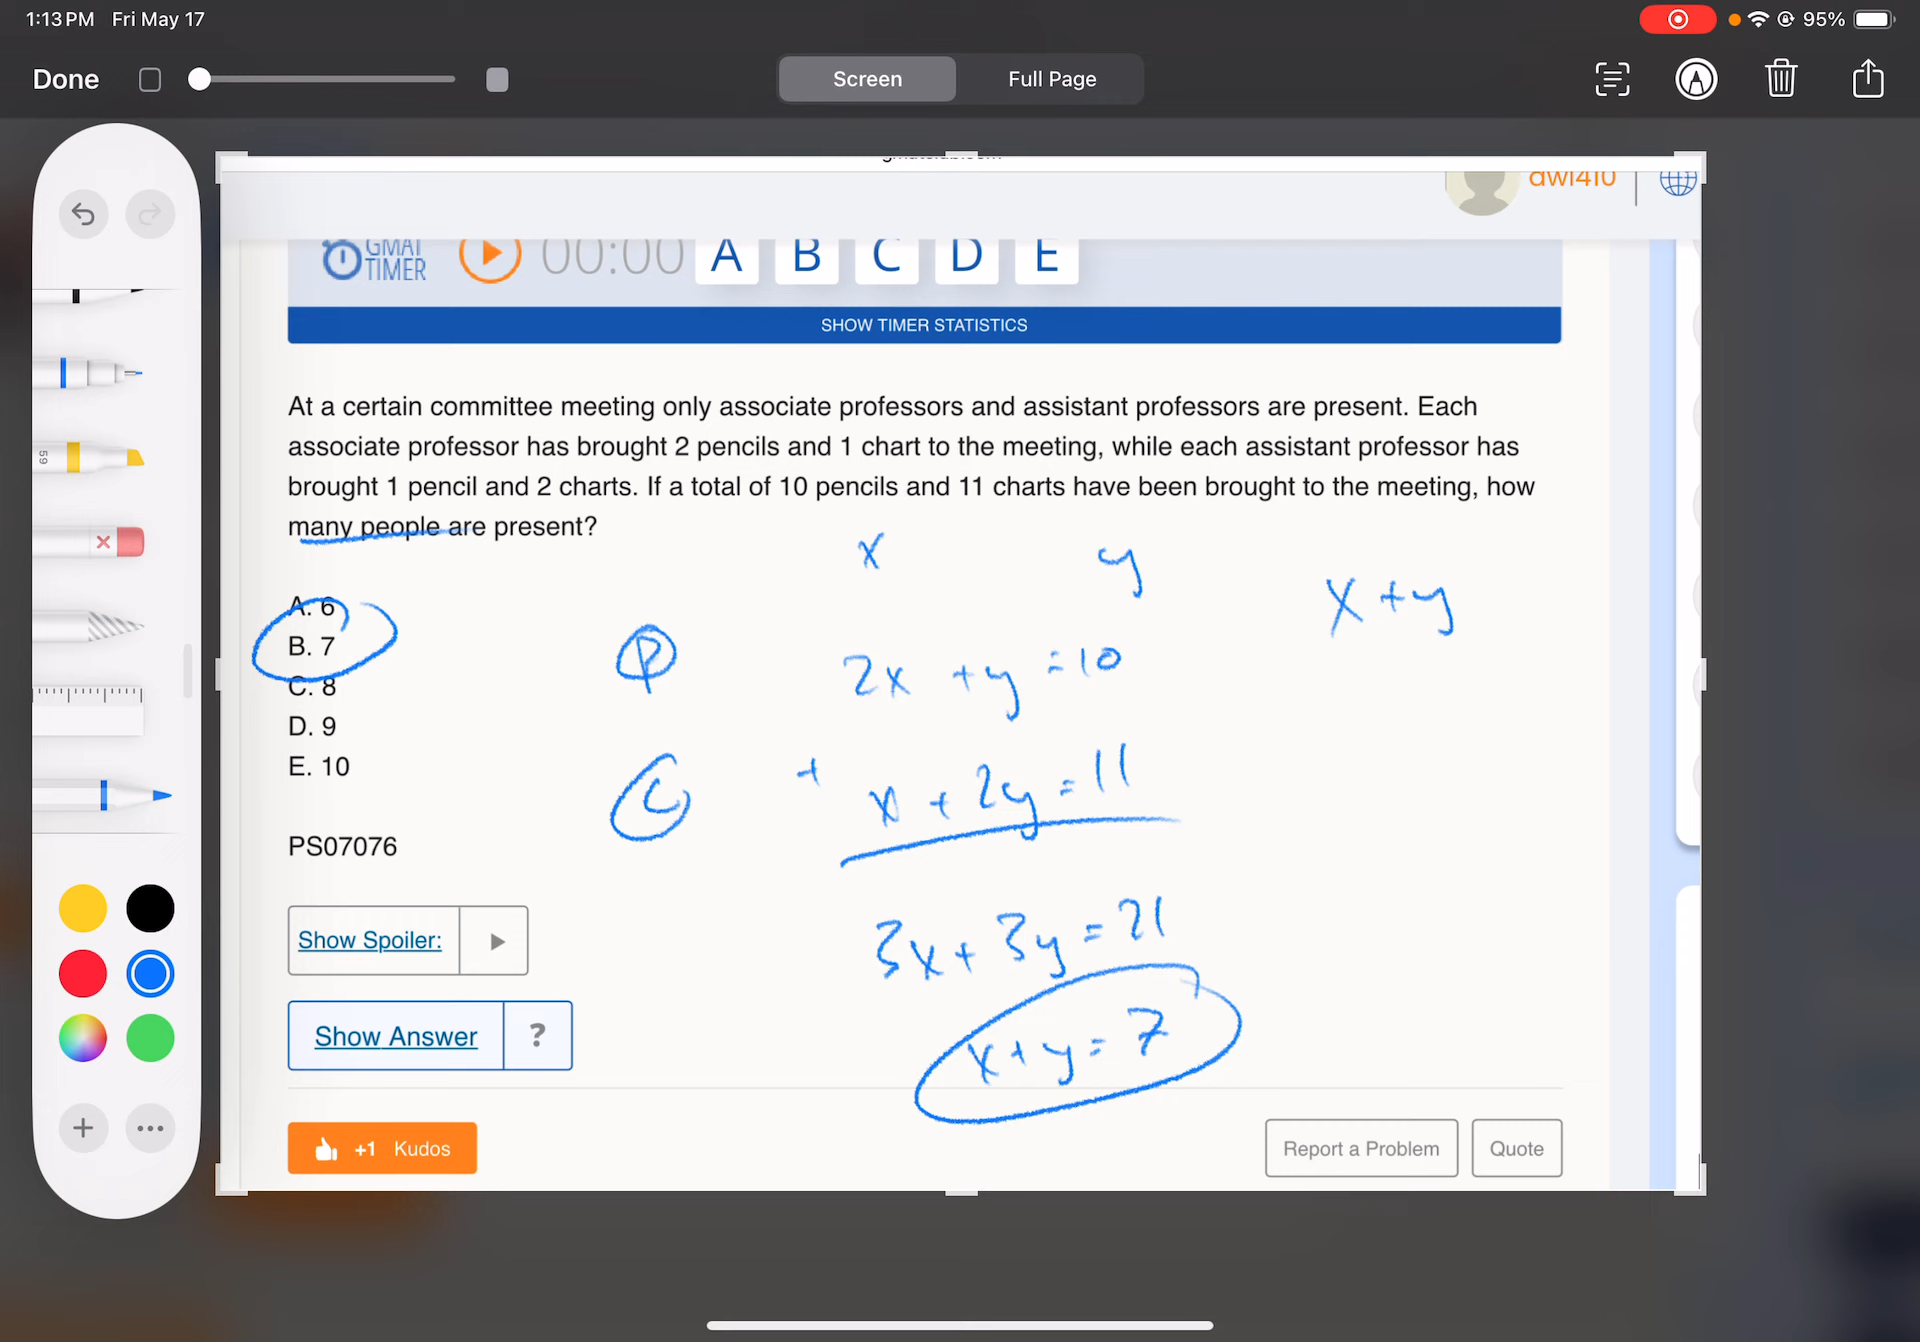 1:13 PM Fri May 17
95%
Done
Screen
Full Page
GMAT
TIMER
00:00
A
B
C
D
E
SHOW TIMER STATISTICS
At a certain committee meeting only associate professors and assistant professors are present. Each
associate professor has brought 2 pencils and 1 chart to the meeting, while each assistant professor has
brought 1 pencil and 2 charts. If a total of 10 pencils and 11 charts have been brought to the meeting, how
many people are present?
x
y
x + y
A. 6
B. 7
C. 8
D. 9
E. 10
P
2x + y = 10
C
+ x + 2y = 11
3x + 3y = 21
x + y = 7
PS07076
Show Spoiler:
Show Answer
?
+1 Kudos
Report a Problem
Quote
59